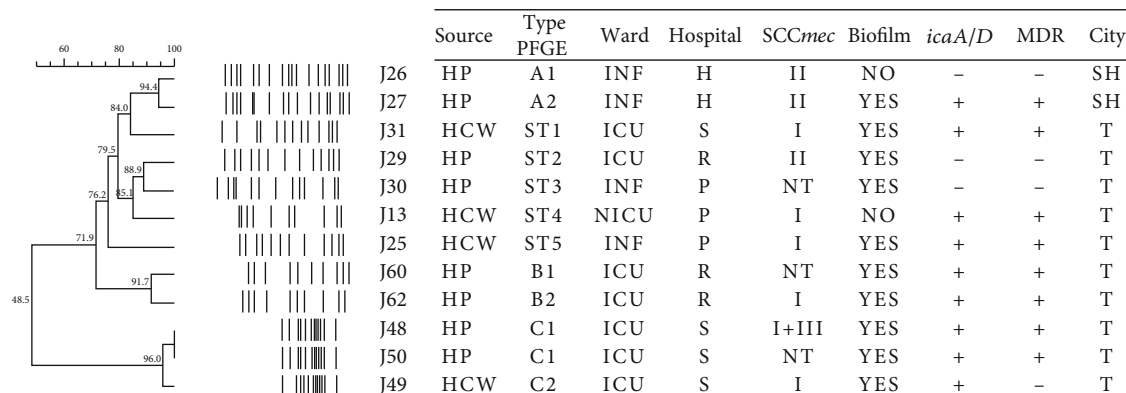 Source Type PFGE Ward Hospital SCCmec Biofilm icaA/D MDR City
60 80 100
J26 HP A1 INF H II NO – – SH
94.4
J27 HP A2 INF H II YES + + SH
84.0
J31 HCW ST1 ICU S I YES + + T
79.5
J29 HP ST2 ICU R II YES – – T
88.9
J30 HP ST3 INF P NT YES – – T
76.2 85.1
J13 HCW ST4 NICU P I NO + + T
71.9
J25 HCW ST5 INF P I YES + + T
J60 HP B1 ICU R NT YES + + T
91.7
J62 HP B2 ICU R I YES + + T
48.5
J48 HP C1 ICU S I+III YES + + T
J50 HP C1 ICU S NT YES + + T
96.0
J49 HCW C2 ICU S I YES + – T